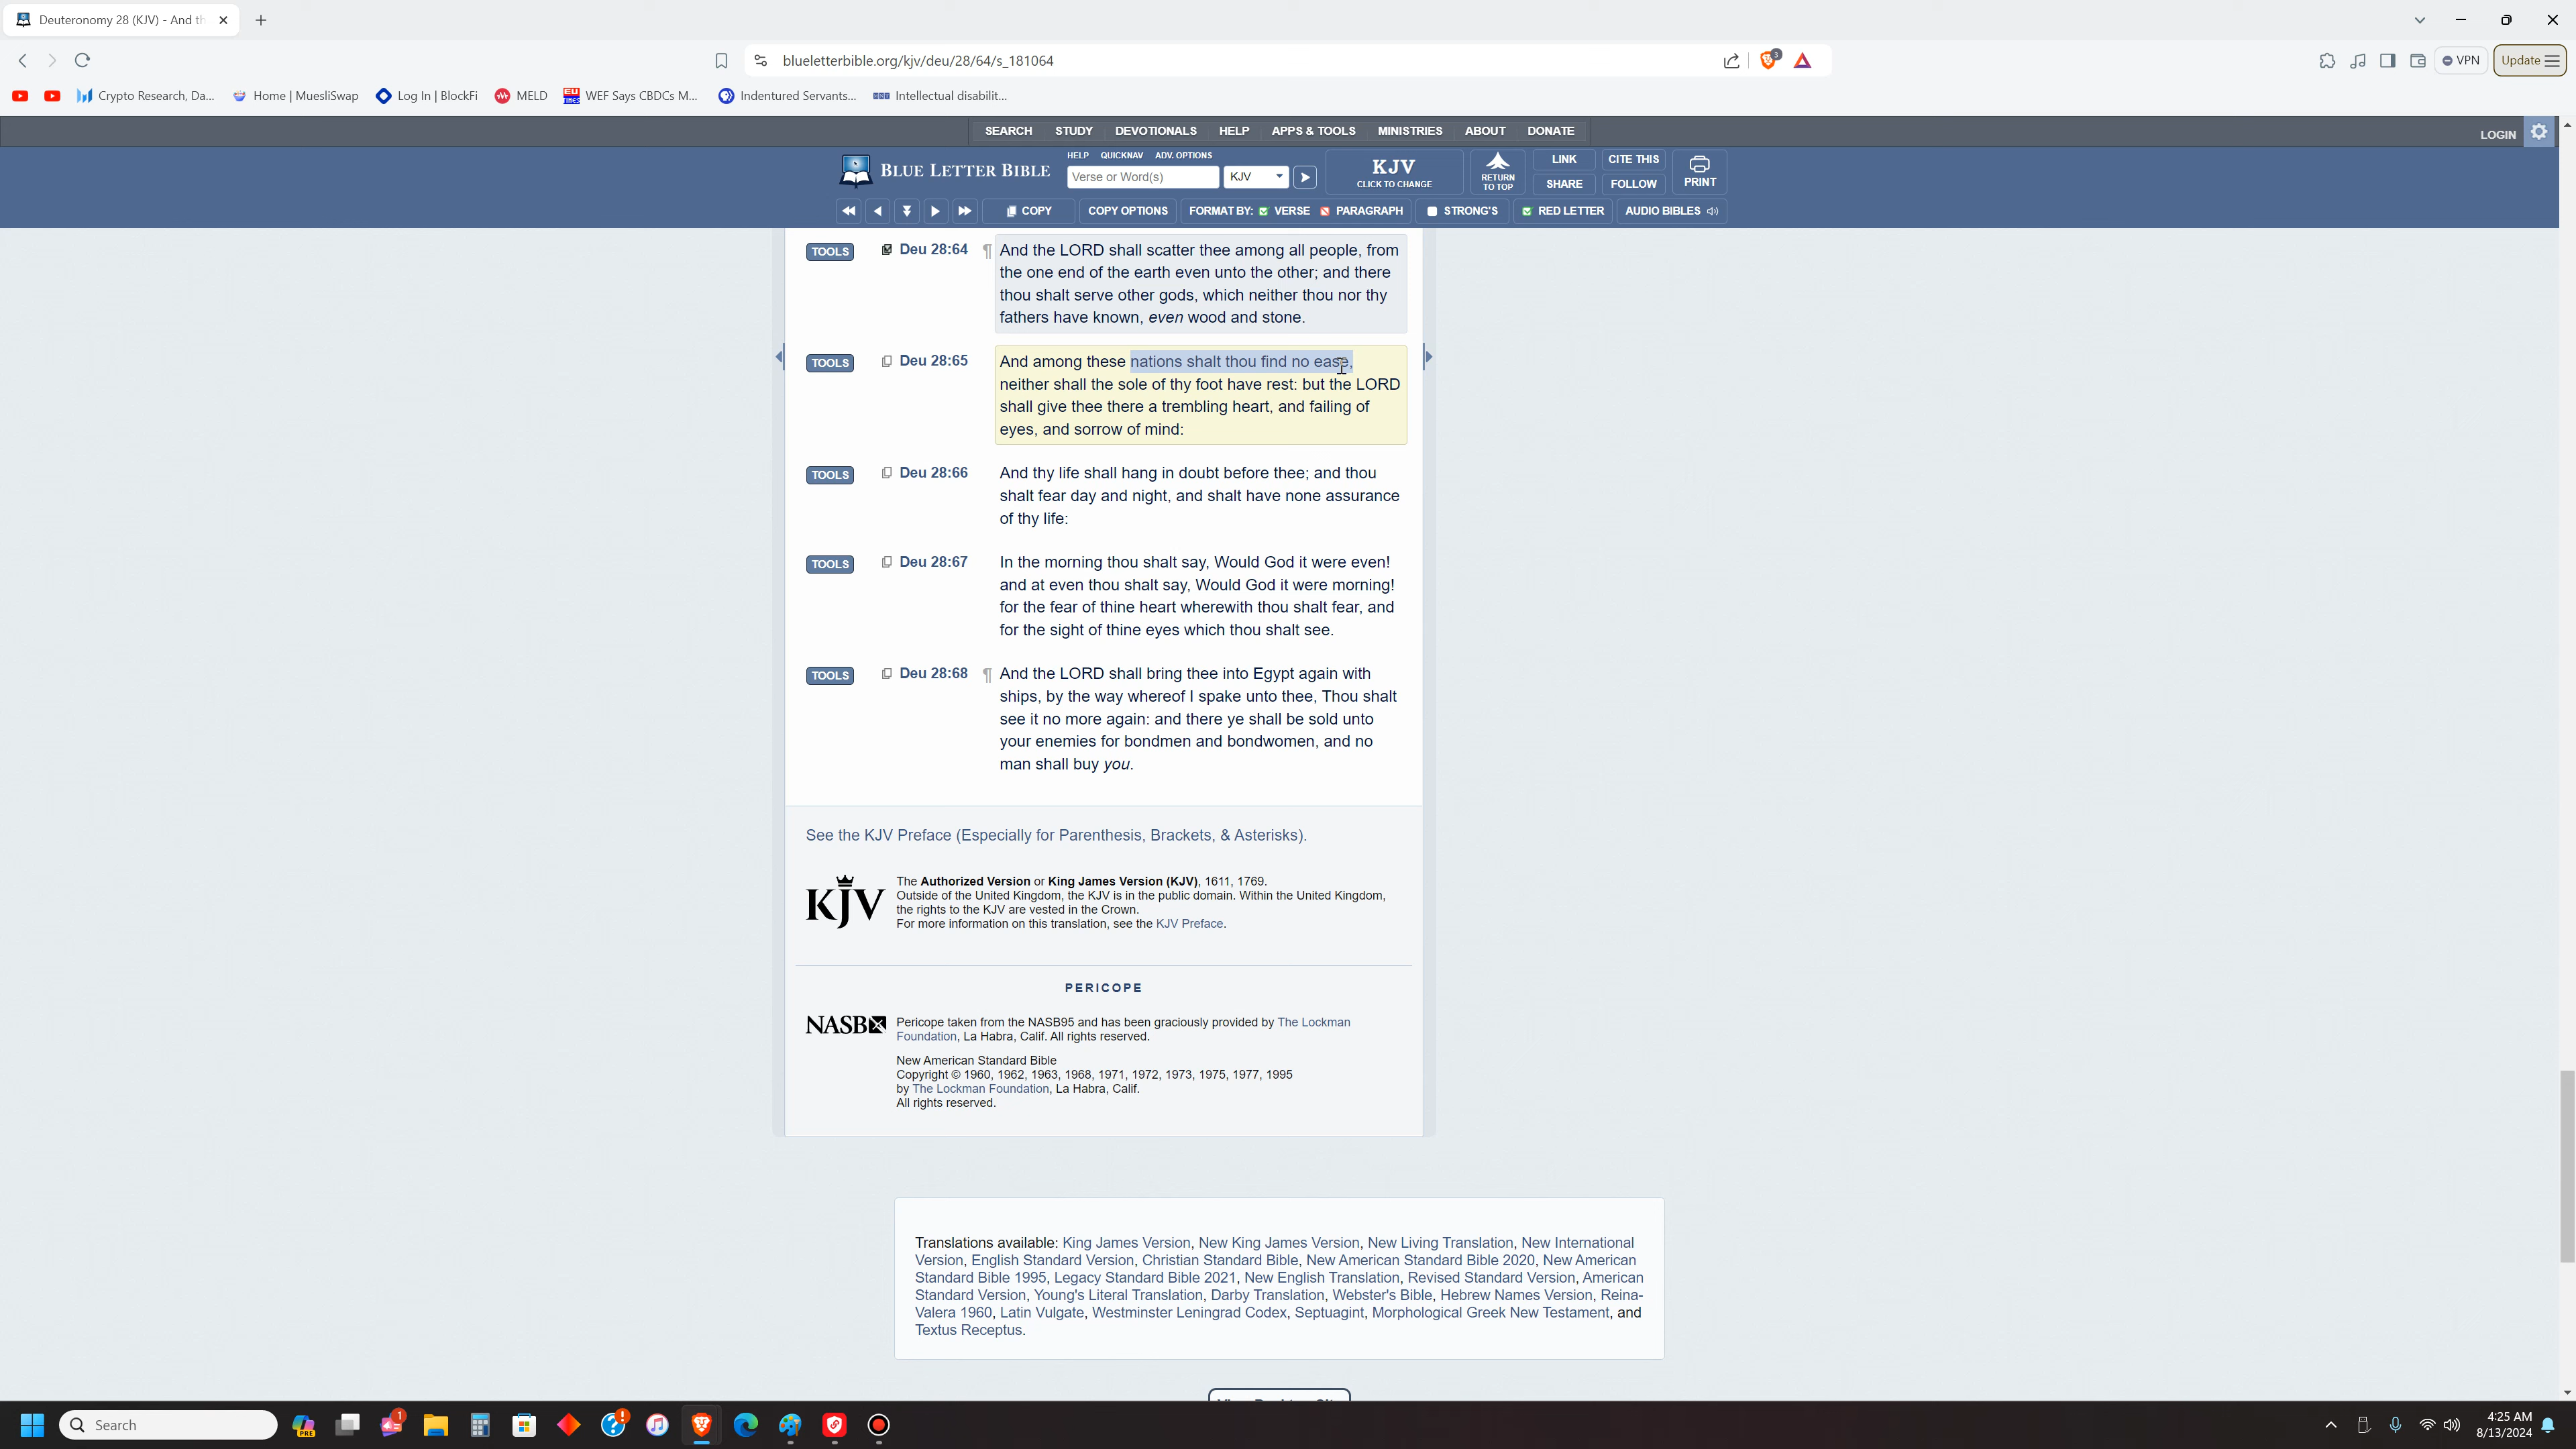 Deuteronomy 28 (KJV) - And th
blueletterbible.org/kjv/deu/28/64/s_181064
3
VPN
Update
Crypto Research, Da...
Home | MuesliSwap
Log In | BlockFi
MELD
WEF Says CBDCs M...
Indentured Servants...
Intellectual disabilit...
SEARCH STUDY DEVOTIONALS HELP APPS & TOOLS MINISTRIES ABOUT DONATE
LOGIN
BLUE LETTER BIBLE
HELP QUICKNAV ADV. OPTIONS
Verse or Word(s)
KJV
KJV
CLICK TO CHANGE
RETURN
TO TOP
LINK
CITE THIS
SHARE
FOLLOW
PRINT
COPY
COPY OPTIONS
FORMAT BY: VERSE PARAGRAPH
STRONG'S
RED LETTER
AUDIO BIBLES
TOOLS Deu 28:64 ¶ And the LORD shall scatter thee among all people, from
the one end of the earth even unto the other; and there
thou shalt serve other gods, which neither thou nor thy
fathers have known, even wood and stone.
TOOLS Deu 28:65 And among these nations shalt thou find no ease,
neither shall the sole of thy foot have rest: but the LORD
shall give thee there a trembling heart, and failing of
eyes, and sorrow of mind:
TOOLS Deu 28:66 And thy life shall hang in doubt before thee; and thou
shalt fear day and night, and shalt have none assurance
of thy life:
TOOLS Deu 28:67 In the morning thou shalt say, Would God it were even!
and at even thou shalt say, Would God it were morning!
for the fear of thine heart wherewith thou shalt fear, and
for the sight of thine eyes which thou shalt see.
TOOLS Deu 28:68 ¶ And the LORD shall bring thee into Egypt again with
ships, by the way whereof I spake unto thee, Thou shalt
see it no more again: and there ye shall be sold unto
your enemies for bondmen and bondwomen, and no
man shall buy you.
See the KJV Preface (Especially for Parenthesis, Brackets, & Asterisks).
KJV
The Authorized Version or King James Version (KJV), 1611, 1769.
Outside of the United Kingdom, the KJV is in the public domain. Within the United Kingdom,
the rights to the KJV are vested in the Crown.
For more information on this translation, see the KJV Preface.
PERICOPE
NASB
Pericope taken from the NASB95 and has been graciously provided by The Lockman
Foundation, La Habra, Calif. All rights reserved.
New American Standard Bible
Copyright © 1960, 1962, 1963, 1968, 1971, 1972, 1973, 1975, 1977, 1995
by The Lockman Foundation, La Habra, Calif.
All rights reserved.
Translations available: King James Version, New King James Version, New Living Translation, New International
Version, English Standard Version, Christian Standard Bible, New American Standard Bible 2020, New American
Standard Bible 1995, Legacy Standard Bible 2021, New English Translation, Revised Standard Version, American
Standard Version, Young's Literal Translation, Darby Translation, Webster's Bible, Hebrew Names Version, Reina-
Valera 1960, Latin Vulgate, Westminster Leningrad Codex, Septuagint, Morphological Greek New Testament, and
Textus Receptus.
Search
PRE
1
4:25 AM
8/13/2024